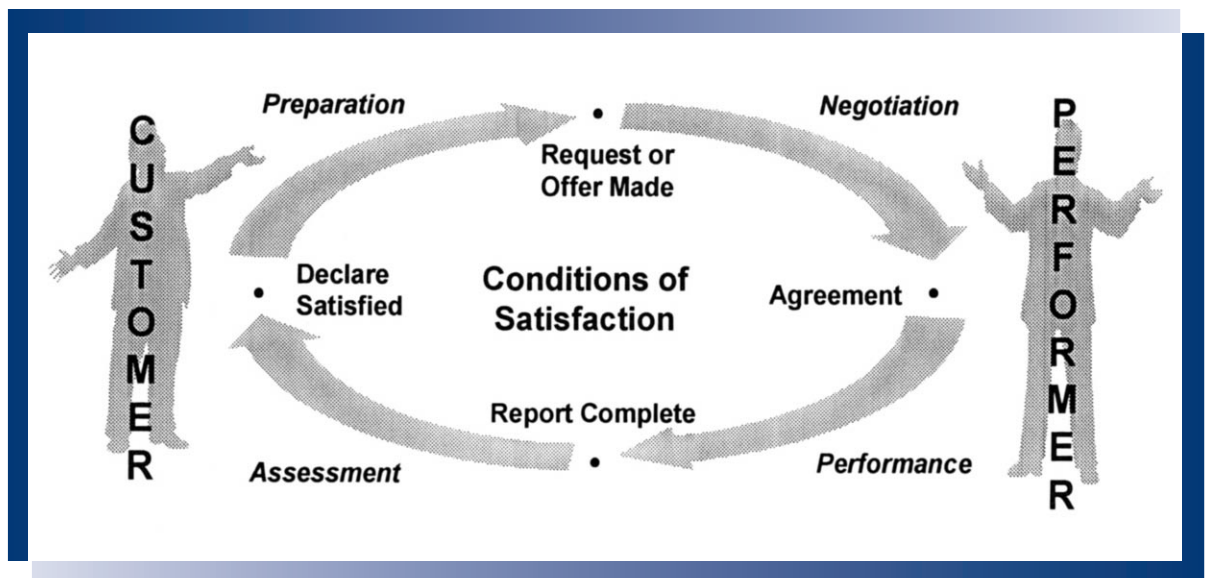 CUSTOMER
Preparation
Request or
Offer Made
Negotiation
PERFORMER
Declare
Satisfied
Conditions of
Satisfaction
Agreement
Report Complete
Assessment
Performance